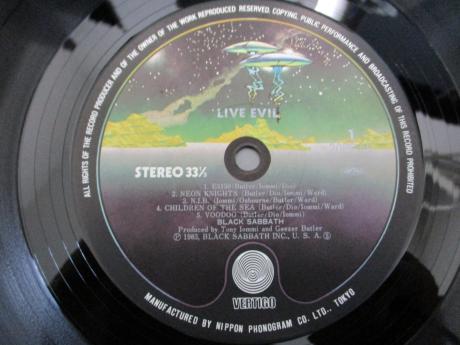 ALL RIGHTS OF THE RECORD PRODUCER AND OF THE OWNER OF THE WORK REPRODUCED RESERVED. COPYING, PUBLIC PERFORMANCE AND BROADCASTING OF THIS RECORD PROHIBITED
LIVE EVIL
1
STEREO 33⅓
1. E5150 (Butler/Iommi/Dio)
2. NEON KNIGHTS (Butler/Dio/Iommi/Ward)
3. N.I.B. (Iommi/Osbourne/Butler/Ward)
4. CHILDREN OF THE SEA (Butler/Dio/Iommi/Ward)
5. VOODOO (Butler/Dio/Iommi)
BLACK SABBATH
Produced by Tony Iommi and Geezer Butler
℗ 1983, BLACK SABBATH INC., U. S. A.
VERTIGO
MANUFACTURED BY NIPPON PHONOGRAM CO. LTD., TOKYO